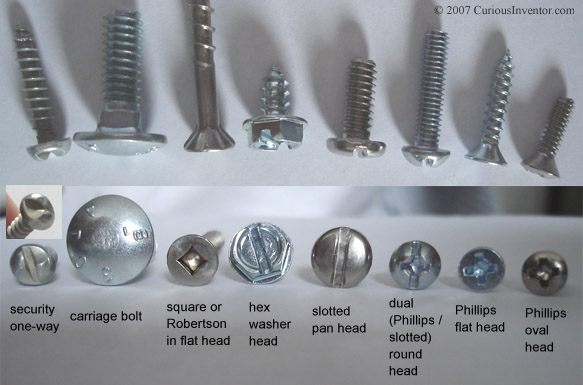 © 2007 CuriousInventor.com
security
one-way
carriage bolt
square or
Robertson
in flat head
hex
washer
head
slotted
pan head
dual
(Phillips /
slotted)
round
head
Phillips
flat head
Phillips
oval
head